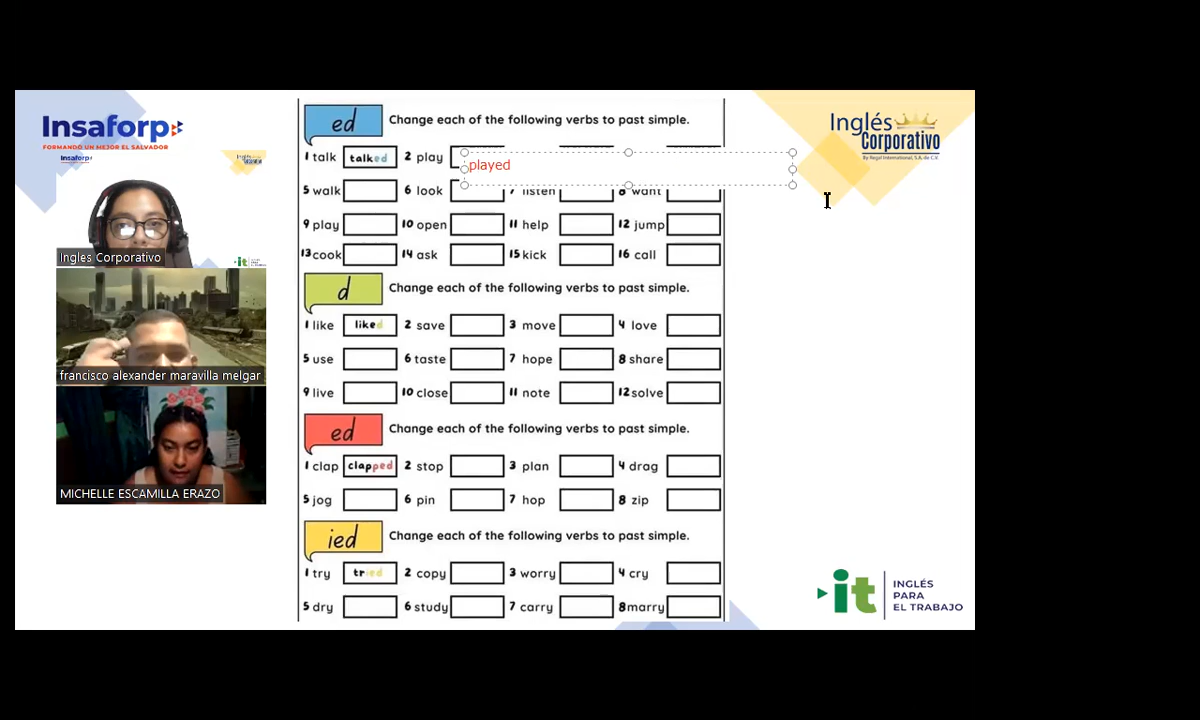 Insaforp
FORMANDO UN MEJOR EL SALVADOR
Insaforp
Ingles Corporativo
francisco alexander maravilla melgar
MICHELLE ESCAMILLA ERAZO
ed Change each of the following verbs to past simple.
1 talk talked 2 play played
5 walk 6 look 7 listen 8 want
9 play 10 open 11 help 12 jump
13 cook 14 ask 15 kick 16 call
d Change each of the following verbs to past simple.
1 like liked 2 save 3 move 4 love
5 use 6 taste 7 hope 8 share
9 live 10 close 11 note 12 solve
ed Change each of the following verbs to past simple.
1 clap clapped 2 stop 3 plan 4 drag
5 jog 6 pin 7 hop 8 zip
ied Change each of the following verbs to past simple.
1 try tried 2 copy 3 worry 4 cry
5 dry 6 study 7 carry 8 marry
Inglés
Corporativo
By Regal International, S.A. de C.V.
it INGLÉS
PARA
EL TRABAJO